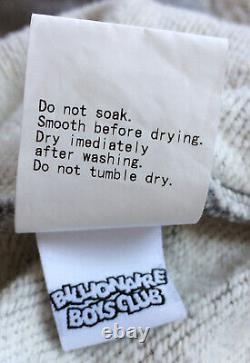 Do not soak.
Smooth before drying.
Dry imediately
after washing.
Do not tumble dry.
BILLIONAIRE
BOYS CLUB